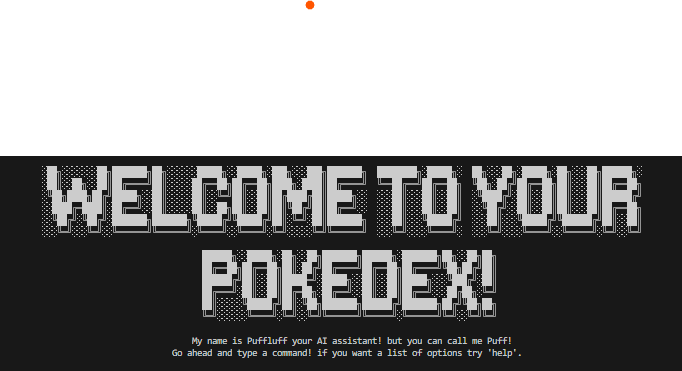 WELCOME TO YOUR
POKEDEX!
My name is Puffluff your AI assistant! but you can call me Puff!
Go ahead and type a command! if you want a list of options try 'help'.